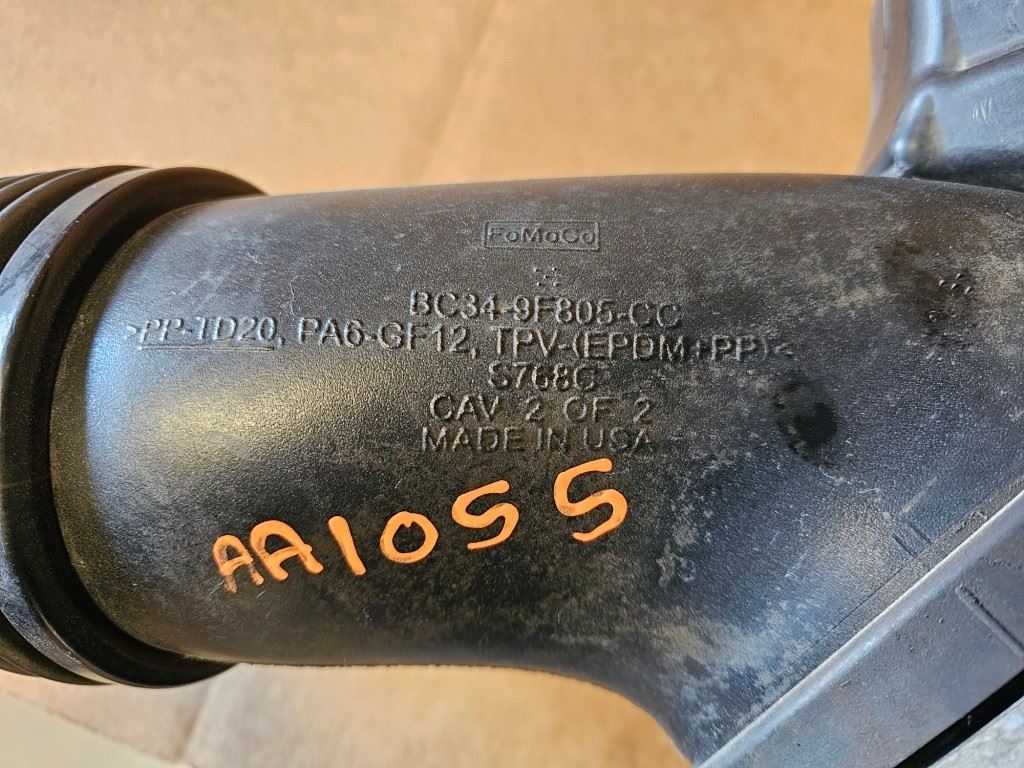 FoMoCo
BC34-9F805-CC
>PP-TD20, PA6-GF12, TPV-(EPDM+PP)<
S768C
CAV 2 OF 2
MADE IN USA
AA1055